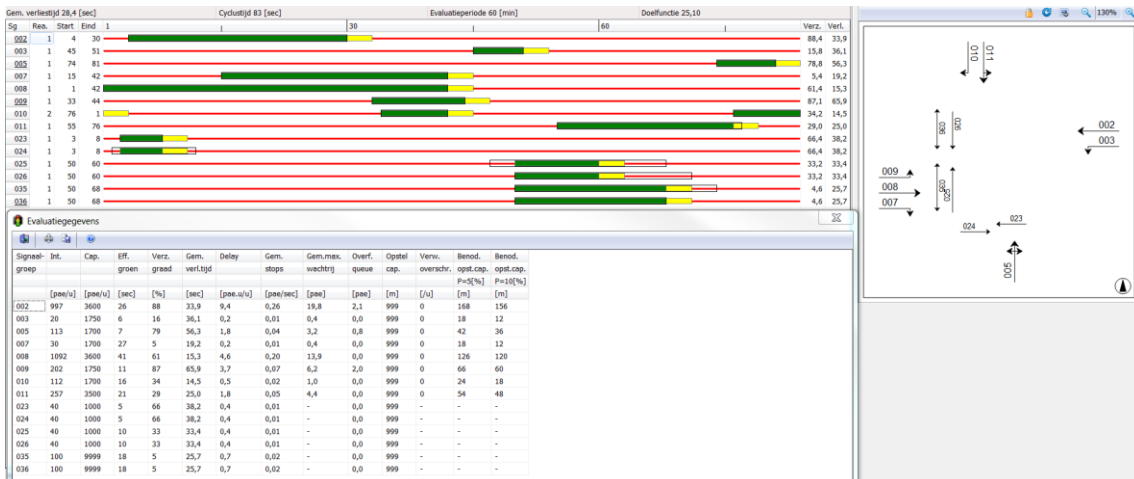 Gem. verliestijd 28,4 [sec] Cyclustijd 83 [sec] Evaluatieperiode 60 [min] Doelfunctie 25,10
130%
Sg Rea. Start Eind 1 30 60 Verz. Verl.
002 1 4 30 88,4 33,9
003 1 45 51 15,8 36,1
005 1 74 81 78,8 56,3
007 1 15 42 5,4 19,2
008 1 1 42 61,4 15,3
009 1 33 44 87,1 65,9
010 2 76 1 34,2 14,5
011 1 55 76 29,0 25,0
023 1 3 8 66,4 38,2
024 1 3 8 66,4 38,2
025 1 50 60 33,2 33,4
026 1 50 60 33,2 33,4
035 1 50 68 4,6 25,7
036 1 50 68 4,6 25,7
Evaluatiegegevens
Signaal- Int. Cap. Eff. Verz. Gem. Delay Gem. Gem.max. Overf. Opstel Verw. Benod. Benod.
groep groen graad verl.tijd stops wachtrij queue cap. overschr. opst.cap. opst.cap.
P=5[%] P=10[%]
[pae/u] [pae/u] [sec] [%] [sec] [pae.u/u] [pae/sec] [pae] [pae] [m] [/u] [m] [m]
002 997 3600 26 88 33,9 9,4 0,26 19,8 2,1 999 0 168 156
003 20 1750 6 16 36,1 0,2 0,01 0,4 0,0 999 0 18 12
005 113 1700 7 79 56,3 1,8 0,04 3,2 0,8 999 0 42 36
007 30 1700 27 5 19,2 0,2 0,01 0,4 0,0 999 0 18 12
008 1092 3600 41 61 15,3 4,6 0,20 13,9 0,0 999 0 126 120
009 202 1750 11 87 65,9 3,7 0,07 6,2 2,0 999 0 66 60
010 112 1700 16 34 14,5 0,5 0,02 1,0 0,0 999 0 24 18
011 257 3500 21 29 25,0 1,8 0,05 4,4 0,0 999 0 54 48
023 40 1000 5 66 38,2 0,4 0,01 - 0,0 999 - - -
024 40 1000 5 66 38,2 0,4 0,01 - 0,0 999 - - -
025 40 1000 10 33 33,4 0,4 0,01 - 0,0 999 - - -
026 40 1000 10 33 33,4 0,4 0,01 - 0,0 999 - - -
035 100 9999 18 5 25,7 0,7 0,02 - 0,0 999 - - -
036 100 9999 18 5 25,7 0,7 0,02 - 0,0 999 - - -
010 011
002
003
036 026
009
008
007
035 025
023
024
005